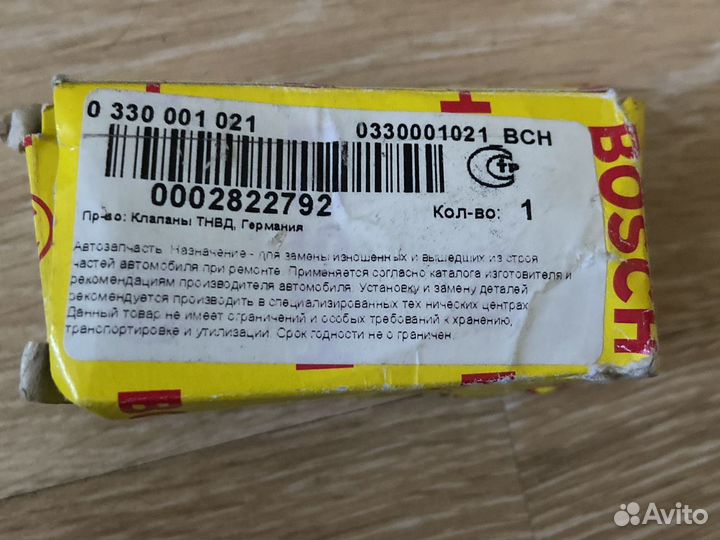 0 330 001 021
0330001021 BCH
0002822792
Кол-во: 1
Пр-во: Клапаны ТНВД, Германия
Автозапчасть. Назначение - для замены изношенных и вышедших из строя
частей автомобиля при ремонте. Применяется согласно каталога изготовителя и
рекомендациям производителя автомобиля. Установку и замену деталей
рекомендуется производить в специализированных тех нических центрах
Данный товар не имеет ограничений и особых требований к хранению,
транспортировке и утилизации. Срок годности не о граничен.
BOSCH
Avito